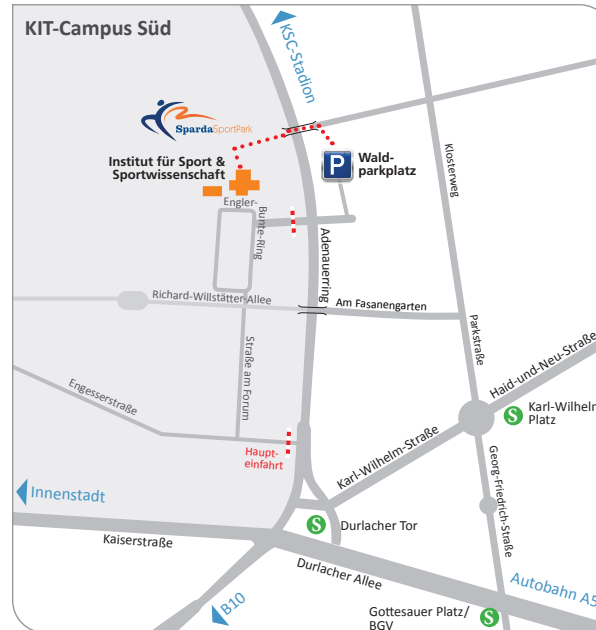 KIT-Campus Süd
KSC-Stadion
SpardaSportPark
Institut für Sport &
Sportwissenschaft
P
Wald-
parkplatz
Klosterweg
Engler-
Bunte-Ring
Adenauerring
Richard-Willstätter-Allee
Am Fasanengarten
Straße am Forum
Parkstraße
Haid-und-Neu-Straße
Engesserstraße
S
Karl-Wilhelm
Platz
Karl-Wilhelm-Straße
Haupt-
einfahrt
Georg-Friedrich-Straße
Innenstadt
S
Durlacher Tor
Kaiserstraße
Durlacher Allee
Autobahn A5
B10
Gottesauer Platz/
BGV
S